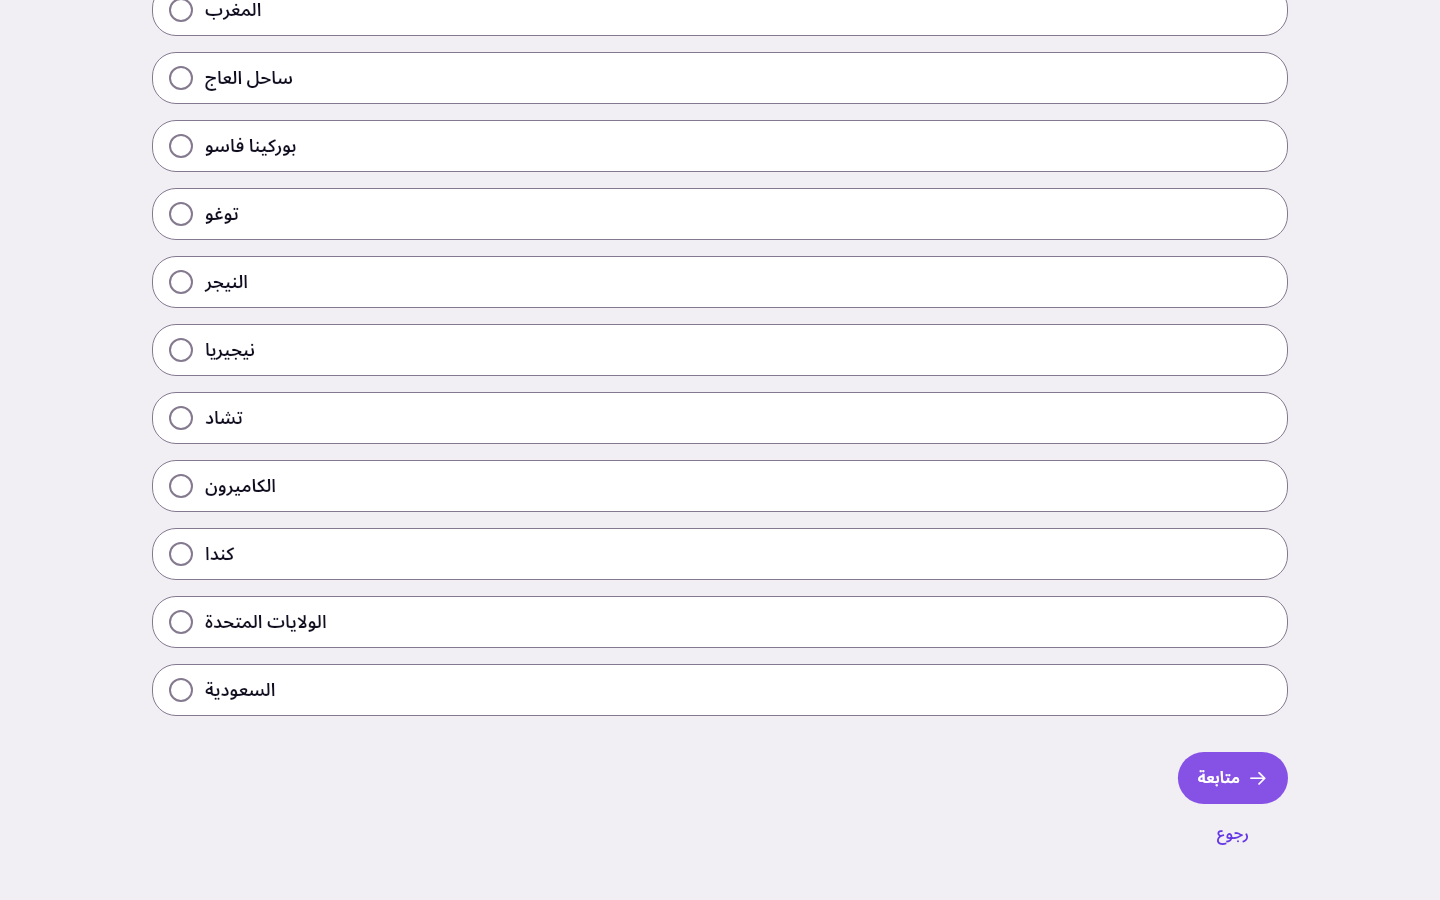 المغرب
ساحل العاج
بوركينا فاسو
توغو
النيجر
نيجيريا
تشاد
الكاميرون
كندا
الولايات المتحدة
السعودية
متابعة
رجوع